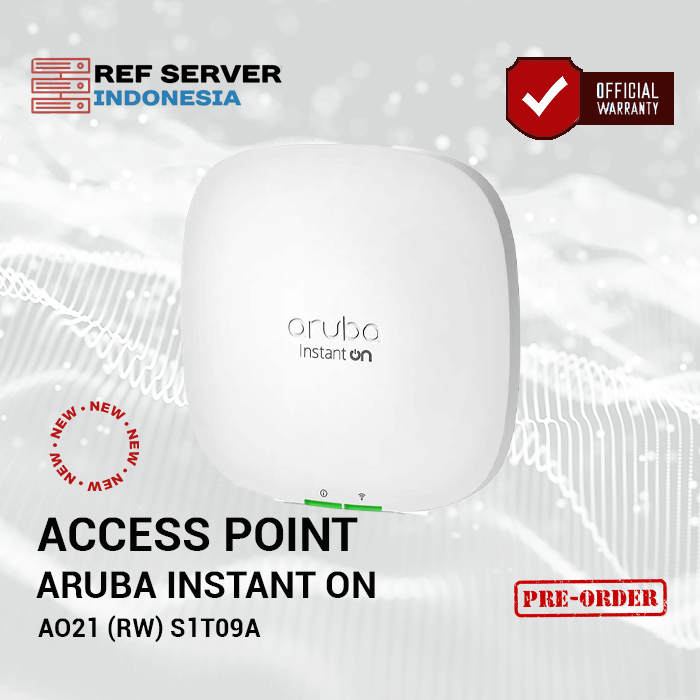 REF SERVER
INDONESIA
OFFICIAL
WARRANTY
aruba
Instant on
NEW • NEW • NEW • NEW • NEW •
ACCESS POINT
ARUBA INSTANT ON
AO21 (RW) S1T09A
PRE-ORDER